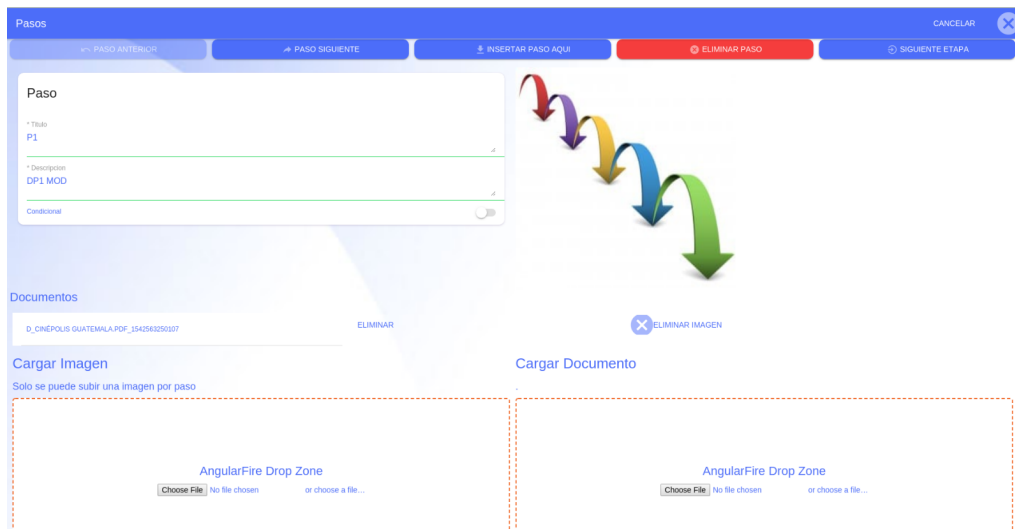 Pasos
CANCELAR
PASO ANTERIOR
PASO SIGUIENTE
INSERTAR PASO AQUI
ELIMINAR PASO
SIGUIENTE ETAPA
Paso
* Titulo
P1
* Descripcion
DP1 MOD
Condicional
Documentos
D_CINÉPOLIS GUATEMALA.PDF_1542563250107
ELIMINAR
ELIMINAR IMAGEN
Cargar Imagen
Solo se puede subir una imagen por paso
AngularFire Drop Zone
Choose File No file chosen or choose a file…
Cargar Documento
.
AngularFire Drop Zone
Choose File No file chosen or choose a file…